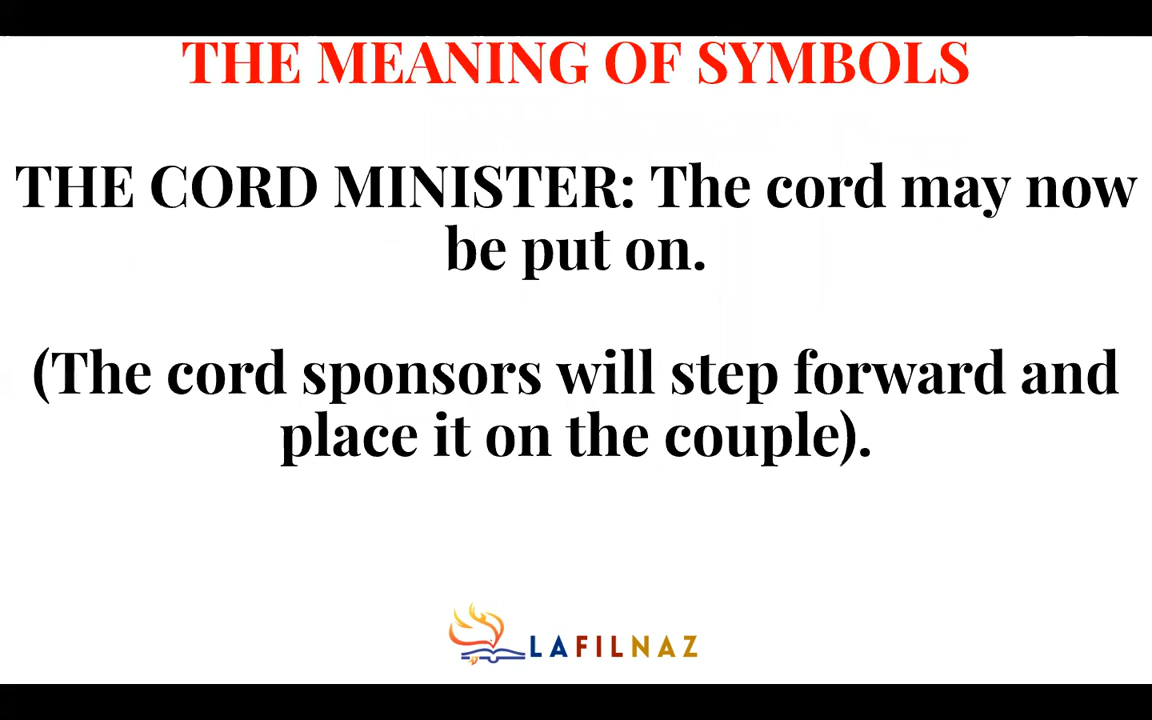 THE MEANING OF SYMBOLS
THE CORD MINISTER: The cord may now
be put on.
(The cord sponsors will step forward and
place it on the couple).
LAFILNAZ